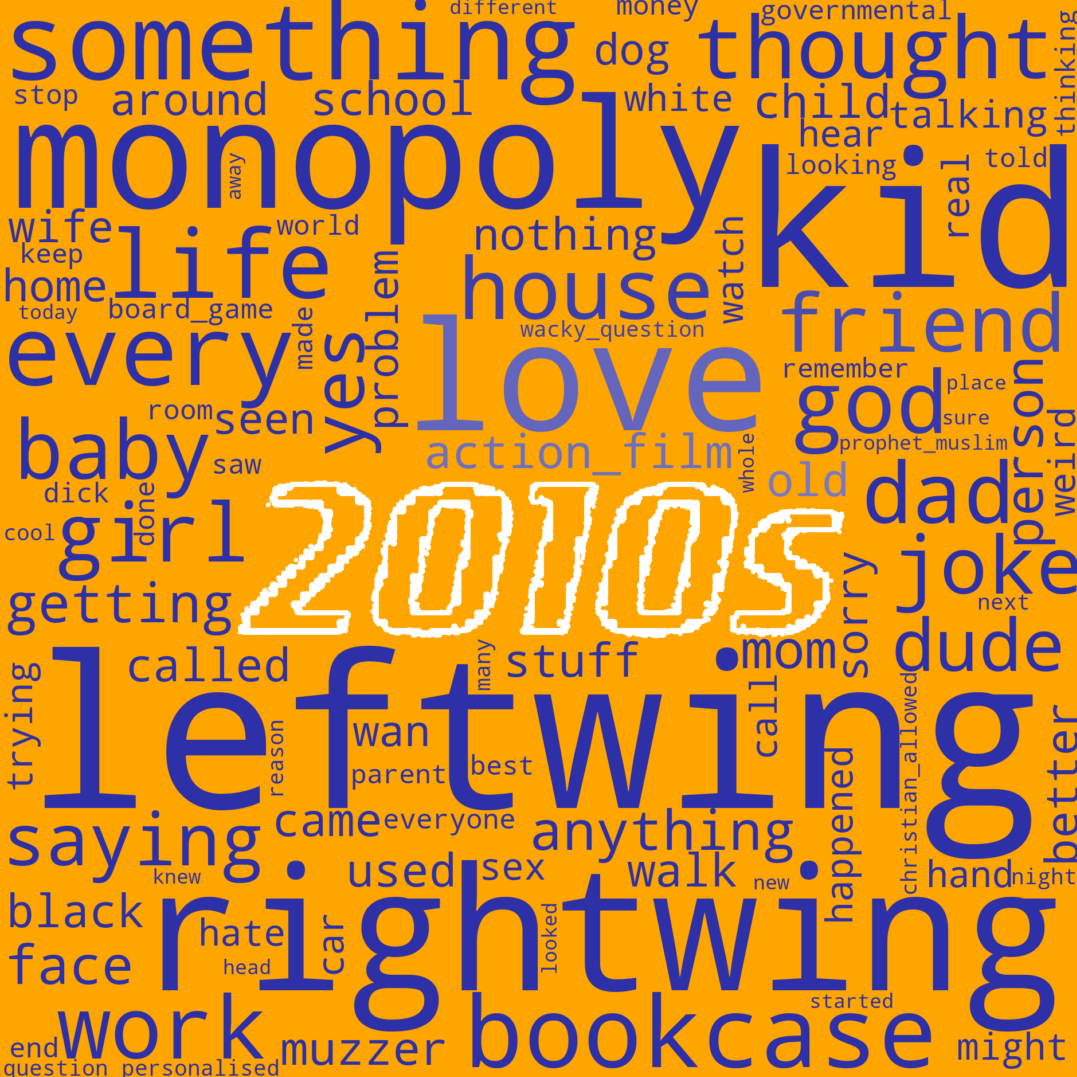 different money governmental
something dog thought thinking
stop around school white child talking
monopoly away hear
looking told
kid real
wife life world nothing watch
keep
home house
today board_game problem friend
every made yes wacky_question
love remember
room seen god place
sure person
baby saw action_film prophet_muslim weird
whole old
dick done dad
cool girl
2010s
joke
getting sorry next
called many stuff mom dude
trying leftwing call christian_allowed
reason wan
parent best happened better
saying came everyone anything
knew used sex walk new hand night
black rightwing
hate car looked
face head
work bookcase started
end muzzer might
question_personalised